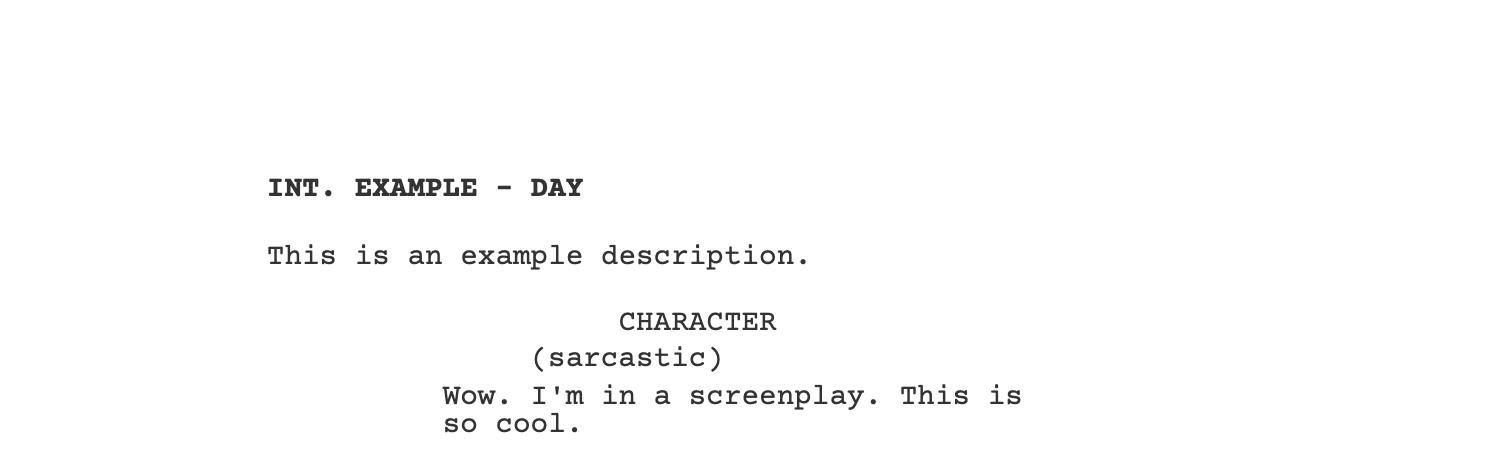 INT. EXAMPLE - DAY
This is an example description.
CHARACTER
(sarcastic)
Wow. I'm in a screenplay. This is
so cool.